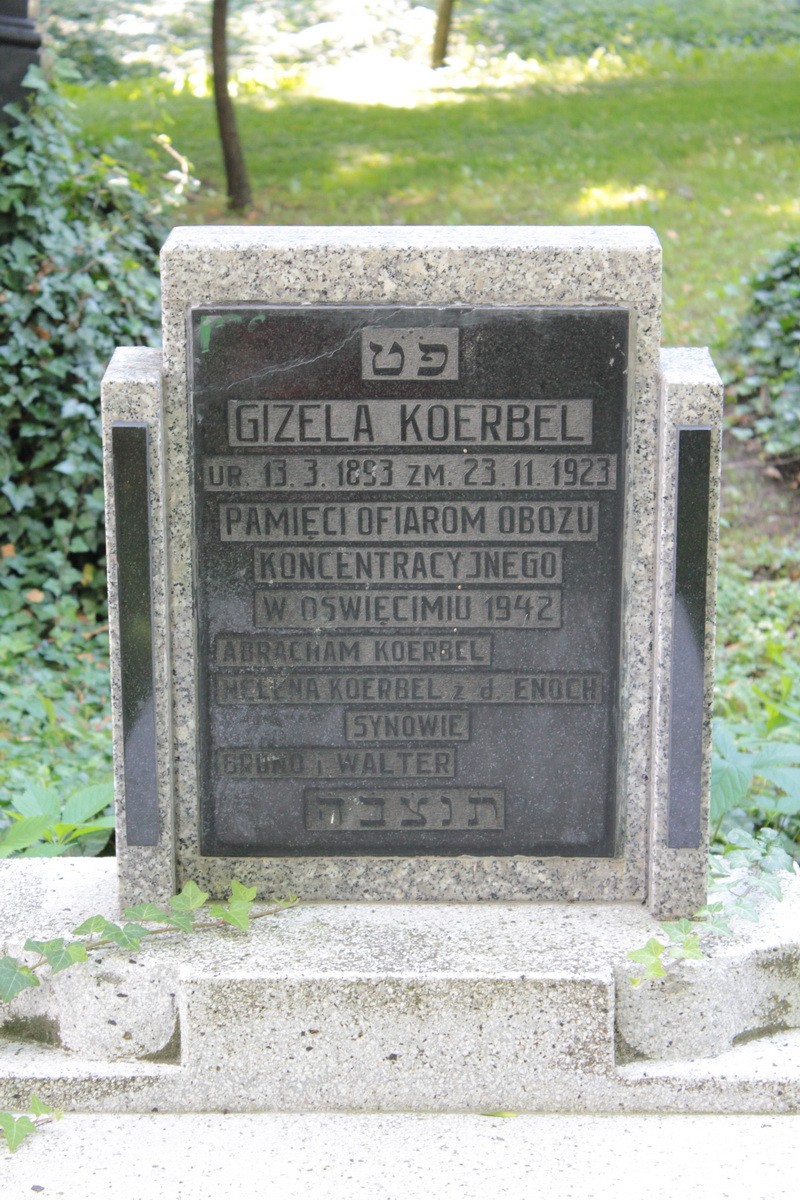 פט
GIZELA KOERBEL
UR. 13. 3. 1893 ZM. 23. 11. 1923
PAMIĘCI OFIAROM OBOZU
KONCENTRACYJNEGO
W OŚWIĘCIMIU 1942
ABRACHAM KOERBEL
HELENA KOERBEL z d. ENOCH
SYNOWIE
BRUNO i WALTER
תנצבה